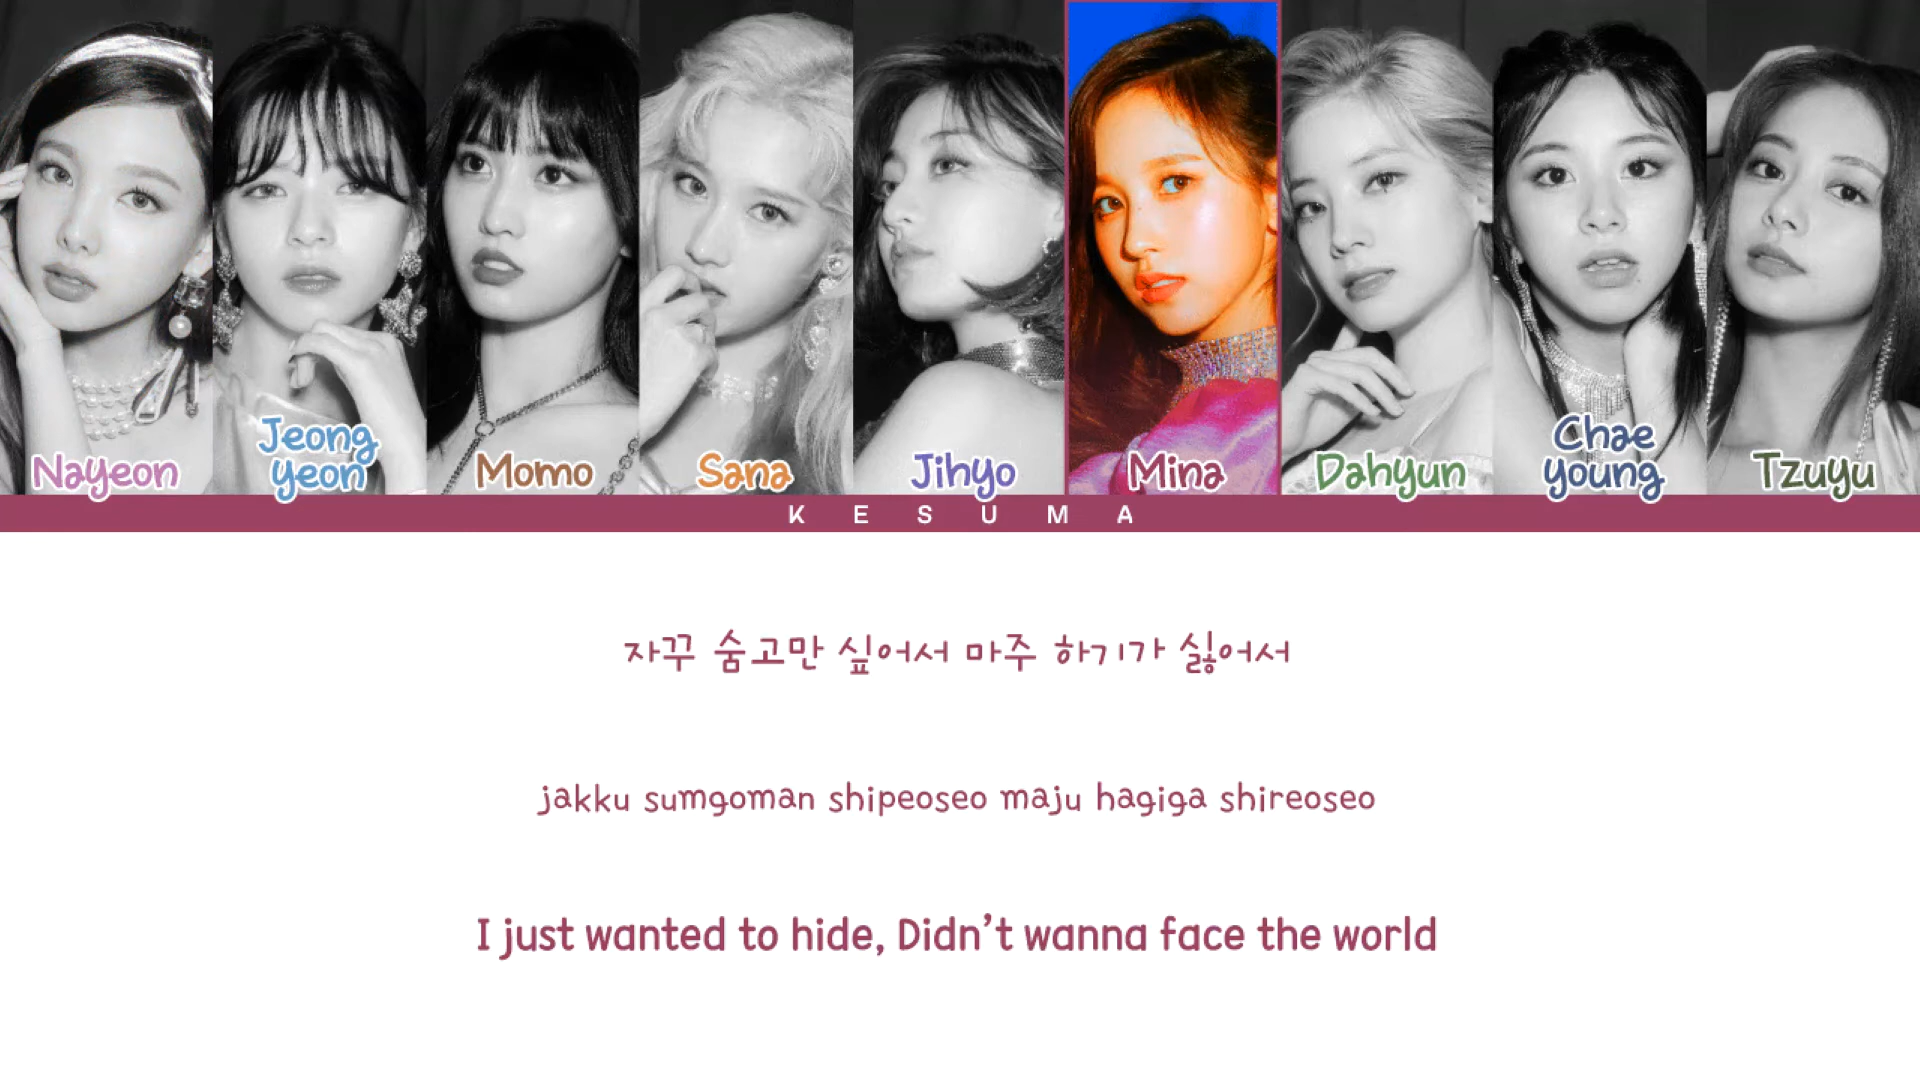 Nayeon
Jeong
yeon
Momo
Sana
Jihyo
Mina
Dahyun
Chae
young
Tzuyu
KESUMA
자꾸 숨고만 싶어서 마주 하기가 싫어서
jakku sumgoman shipeoseo maju hagiga shireoseo
I just wanted to hide, Didn’t wanna face the world